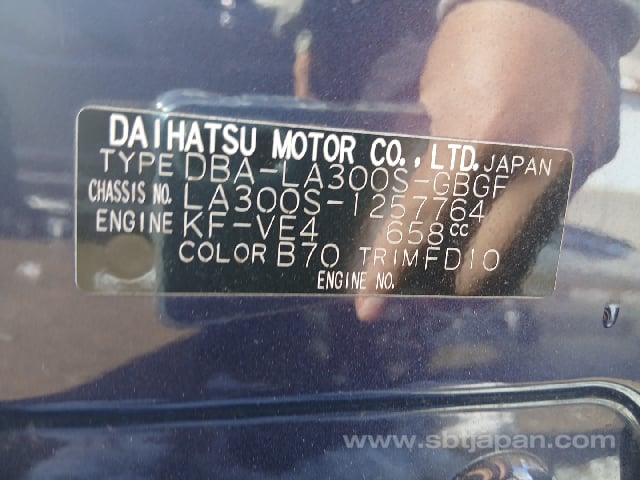 DAIHATSU MOTOR CO., LTD. JAPAN
TYPE DBA-LA300S-GBGF
CHASSIS NO. LA300S-1257764
ENGINE KF-VE4 658cc
COLOR B70 TRIM FD10
ENGINE NO.
www.sbtjapan.com